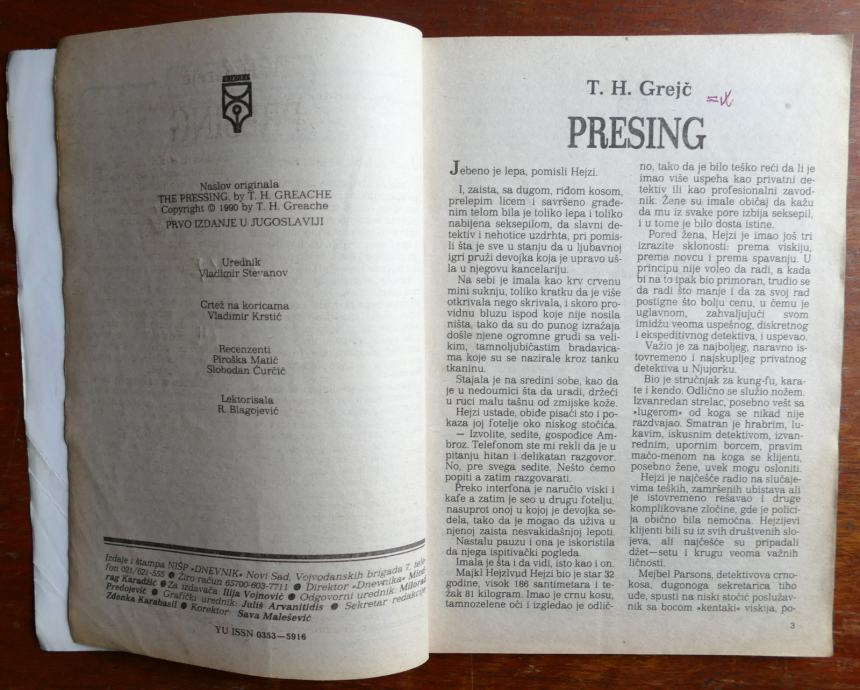 Naslov originala
THE PRESSING, by T. H. GREACHE
Copyright © 1990 by T. H. Greache
PRVO IZDANJE U JUGOSLAVIJI
Urednik
Vladimir Stevanov
Crtež na koricama
Vladimir Krstić
Recenzenti
Piroška Matić
Slobodan Ćurčić
Lektorisala
R. Blagojević
Izdaje i štampa NIŠP »DNEVNIK« Novi Sad, Vojvođanskih brigada 7, tele-
fon 021/621-555 ● Žiro račun 65700-603-7711 ● Direktor »Dnevnika« Miod-
rag Karadžić ● Za izdavača: Ilija Vojnović ● Odgovorni urednik: Milorad
Predojević ● Grafički urednik: Juliš Arvanitidis ● Sekretar redakcije
Zdenka Karabasil ● Korektor: Sava Malešević
YU ISSN 0353—5916
T. H. Grejč
PRESING
Jebeno je lepa, pomisli Hejzi.
I, zaista, sa dugom, riđom kosom,
prelepim licem i savršeno građe-
nim telom bila je toliko lepa i toliko
nabijena seksepilom, da slavni de-
tektiv i nehotice uzdrhta, pri pomis-
li šta je sve u stanju da u ljubavnoj
igri pruži devojka koja je upravo uš-
la u njegovu kancelariju.
Na sebi je imala kao krv crvenu
mini suknju, toliko kratku da je više
otkrivala nego skrivala, i skoro pro-
vidnu bluzu ispod koje nije nosila
ništa, tako da su do punog izražaja
došle njene ogromne grudi sa veli-
kim, tamnoljubičastim bradavica-
ma koje su se nazirale kroz tanku
tkaninu.
Stajala je na sredini sobe, kao da
je u nedoumici šta da uradi, držeći
u ruci malu tašnu od zmijske kože.
Hejzi ustade, obiđe pisaći sto i po-
kaza joj fotelje oko niskog stočića.
— Izvolite, sedite, gospođice Am-
broz. Telefonom ste mi rekli da je u
pitanju hitan i delikatan razgovor.
No, pre svega sedite. Nešto ćemo
popiti a zatim razgovarati.
Preko interfona je naručio viski i
kafe a zatim je seo u drugu fotelju,
nasuprot onoj u kojoj je devojka se-
dela, tako da je mogao da uživa u
njenoj zaista nesvakidašnjoj lepoti.
Nastalu pauzu i ona je iskoristila
da njega ispitivački pogleda.
Imala je šta i da vidi, isto kao i on.
Majkl Hejzlvud Hejzi bio je star 32
godine, visok 186 santimetara i te-
žak 81 kilogram. Imao je crnu kosu,
tamnozelene oči i izgledao je odlič-
no, tako da je bilo teško reći da li je
imao više uspeha kao privatni de-
tektiv ili kao profesionalni zavod-
nik. Žene su imale običaj da kažu
da mu iz svake pore izbija seksepil,
i u tome je bilo dosta istine.
Pored žena, Hejzi je imao još tri
izrazite sklonosti: prema viskiju,
prema novcu i prema spavanju. U
principu nije voleo da radi, a kada
bi na to ipak bio primoran, trudio se
da radi što manje i da za svoj rad
postigne što bolju cenu, u čemu je
uglavnom, zahvaljujući svom
imidžu veoma uspešnog, diskretnog
i ekspeditivnog detektiva, i uspevao.
Važio je za najboljeg, naravno is-
tovremeno i najskupljeg privatnog
detektiva u Njujorku.
Bio je stručnjak za kung-fu, kara-
te i kendo. Odlično se služio nožem.
Izvanredan strelac, posebno vešt sa
»lugerom« od koga se nikad nije
razdvajao. Smatran je hrabrim, lu-
kavim, iskusnim detektivom, izvan-
rednim, upornim borcem, pravim
mačo-menom na koga se klijenti,
posebno žene, uvek mogu osloniti.
Hejzi je najčešće radio na slučaje-
vima teških, zamršenih ubistava ali
je istovremeno rešavao i druge
komplikovane zločine, gde je polici-
ja obično bila nemoćna. Hejzijevi
klijenti bili su iz svih društvenih slo-
jeva, ali najčešće su pripadali
džet—setu i krugu veoma važnih
ličnosti.
Mejbel Parsons, detektivova crno-
kosa, dugonoga sekretarica tiho
uđe, spusti na niski stočić poslužav-
nik sa bocom »kentaki« viskija, po-
3